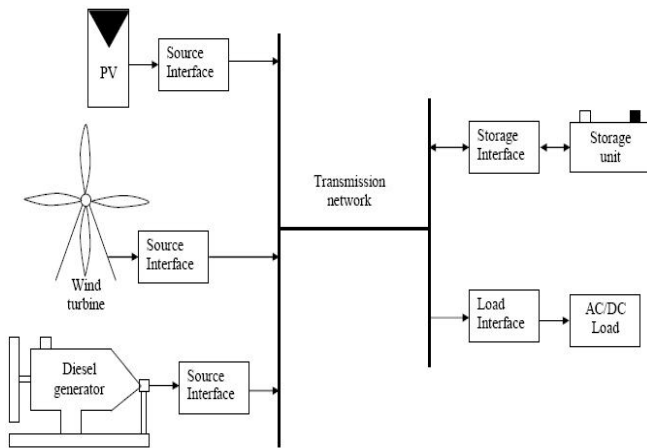 PV
Source
Interface
Storage
Interface
Storage
unit
Transmission
network
Source
Interface
Wind
turbine
Load
Interface
AC/DC
Load
Diesel
generator
Source
Interface